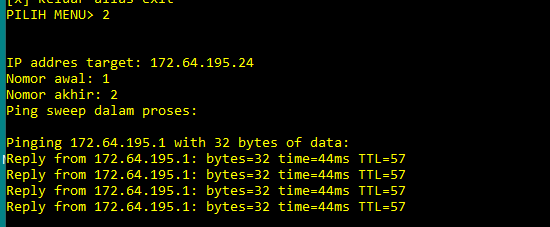 [X] Keluar alias exit
PILIH MENU> 2
IP addres target: 172.64.195.24
Nomor awal: 1
Nomor akhir: 2
Ping sweep dalam proses:
Pinging 172.64.195.1 with 32 bytes of data:
Reply from 172.64.195.1: bytes=32 time=44ms TTL=57
Reply from 172.64.195.1: bytes=32 time=44ms TTL=57
Reply from 172.64.195.1: bytes=32 time=44ms TTL=57
Reply from 172.64.195.1: bytes=32 time=44ms TTL=57